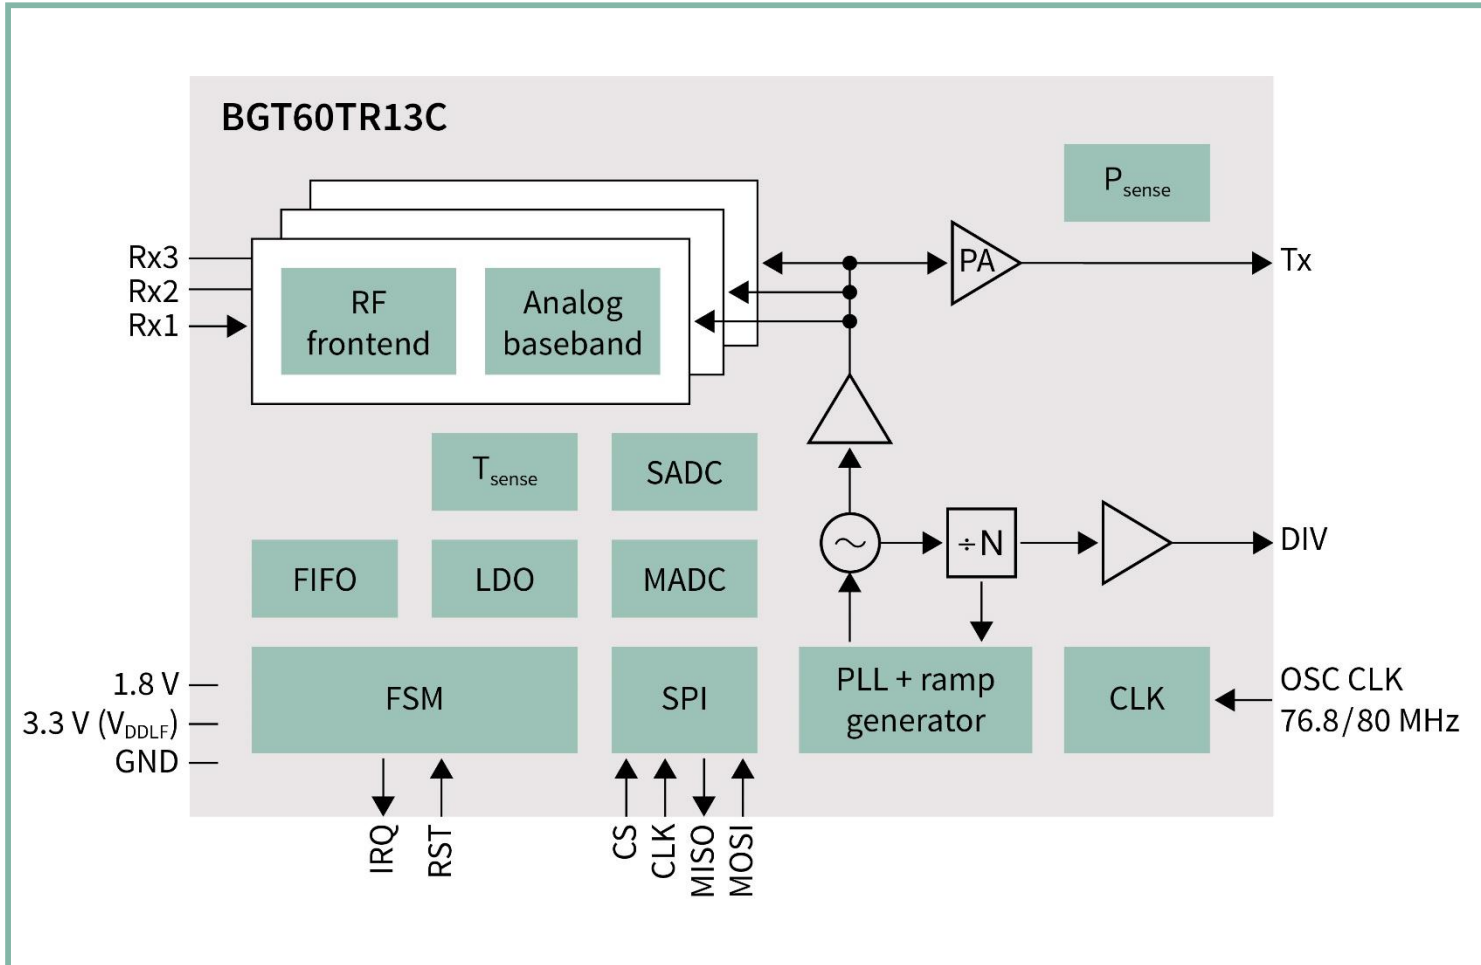 BGT60TR13C
Psense
Rx3
Rx2
Rx1
RF
frontend
Analog
baseband
PA
Tx
Tsense
SADC
FIFO
LDO
MADC
÷N
DIV
1.8 V
3.3 V (VDDLF)
GND
FSM
SPI
PLL + ramp
generator
CLK
OSC CLK
76.8/80 MHz
IRQ
RST
CS
CLK
MISO
MOSI